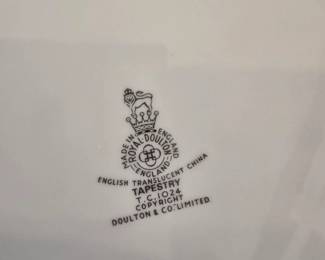 MADE IN ENGLAND
ROYAL DOULTON
ENGLAND
ENGLISH TRANSLUCENT CHINA
TAPESTRY
T.C. 1024
COPYRIGHT
DOULTON & CO. LIMITED.